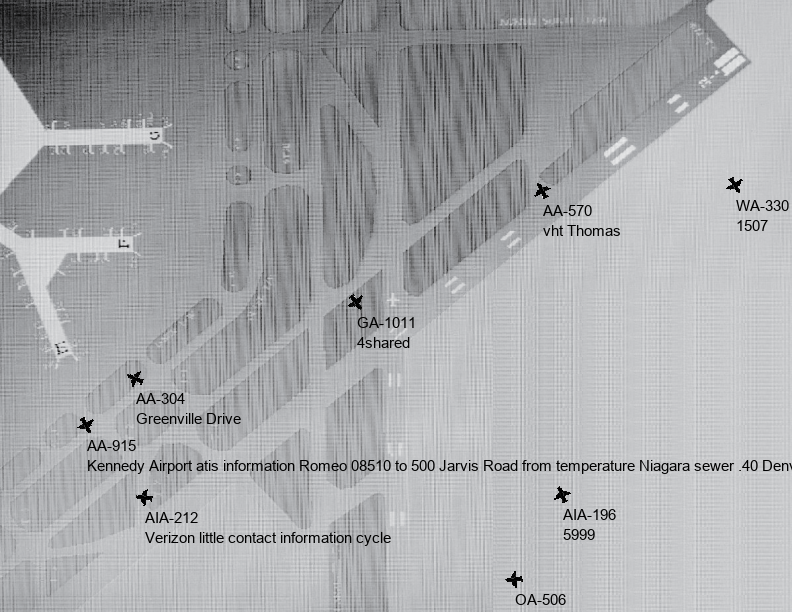 AA-570
vht Thomas
WA-330
1507
GA-1011
4shared
AA-304
Greenville Drive
AA-915
Kennedy Airport atis information Romeo 08510 to 500 Jarvis Road from temperature Niagara sewer .40 Denv
AIA-212
Verizon little contact information cycle
AIA-196
5999
OA-506